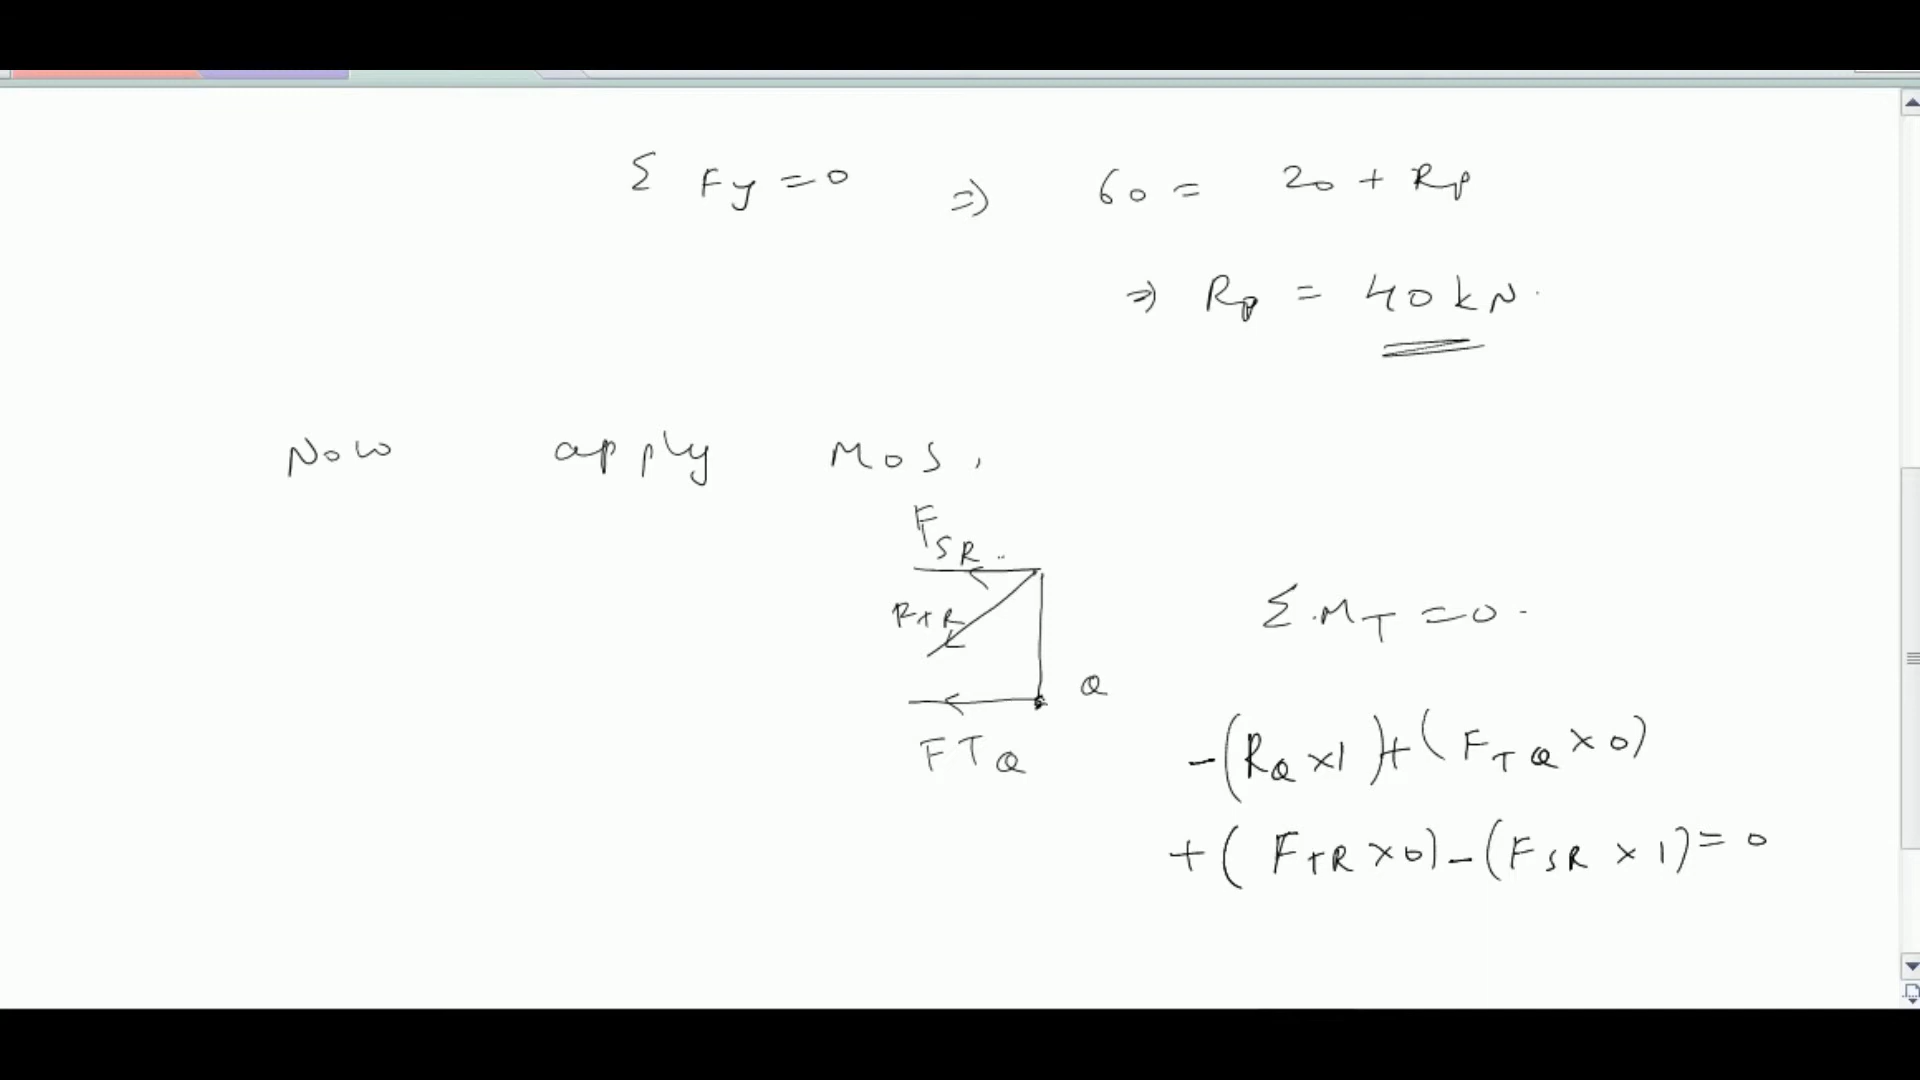 Σ Fy = 0 ⇒ 60 = 20 + Rp
⇒ Rp = 40 kN.
Now apply MOS,
FSR
FTR
Q
FTQ
Σ MT = 0
-(RQ × 1) + (FTQ × 0)
+ (FTR × 0) - (FSR × 1) = 0